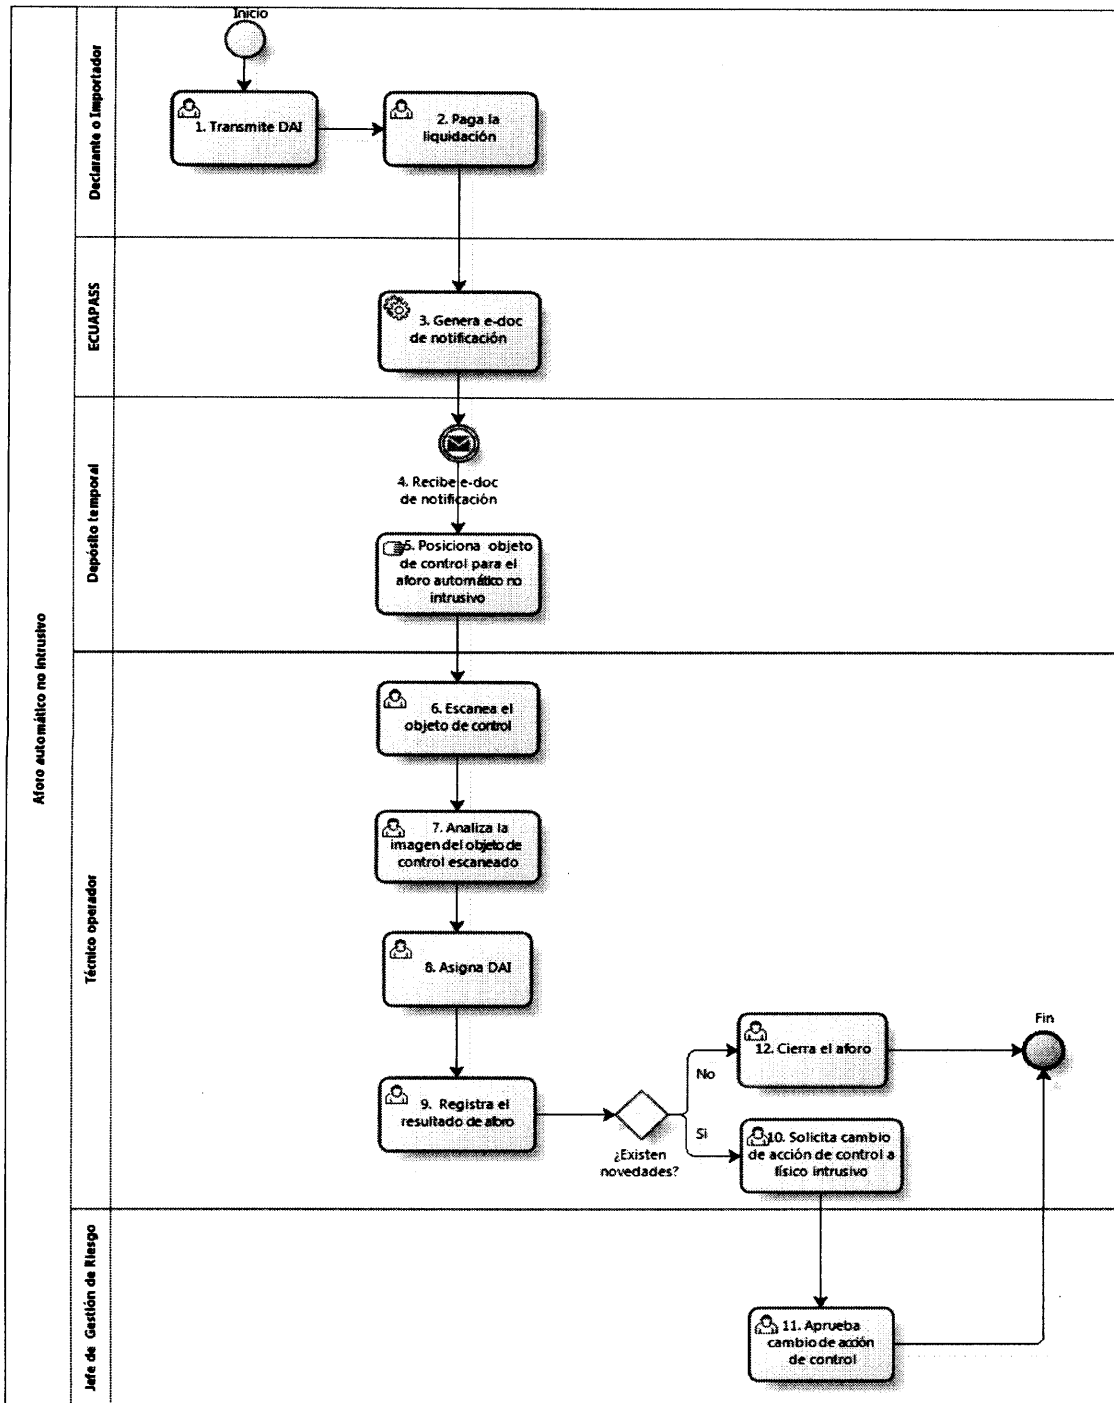 Aforo automático no intrusivo
Declarante o Importador
Inicio
1. Transmite DAI
2. Paga la
liquidación
ECUAPASS
3. Genera e-doc
de notificación
Depósito temporal
4. Recibe e-doc
de notificación
5. Posiciona objeto
de control para el
aforo automático no
intrusivo
Técnico operador
6. Escanea el
objeto de control
7. Analiza la
imagen del objeto de
control escaneado
8. Asigna DAI
9. Registra el
resultado de aforo
¿Existen
novedades?
No
Si
12. Cierra el aforo
Fin
10. Solicita cambio
de acción de control a
físico intrusivo
Jefe de Gestión de Riesgo
11. Aprueba
cambio de acción
de control